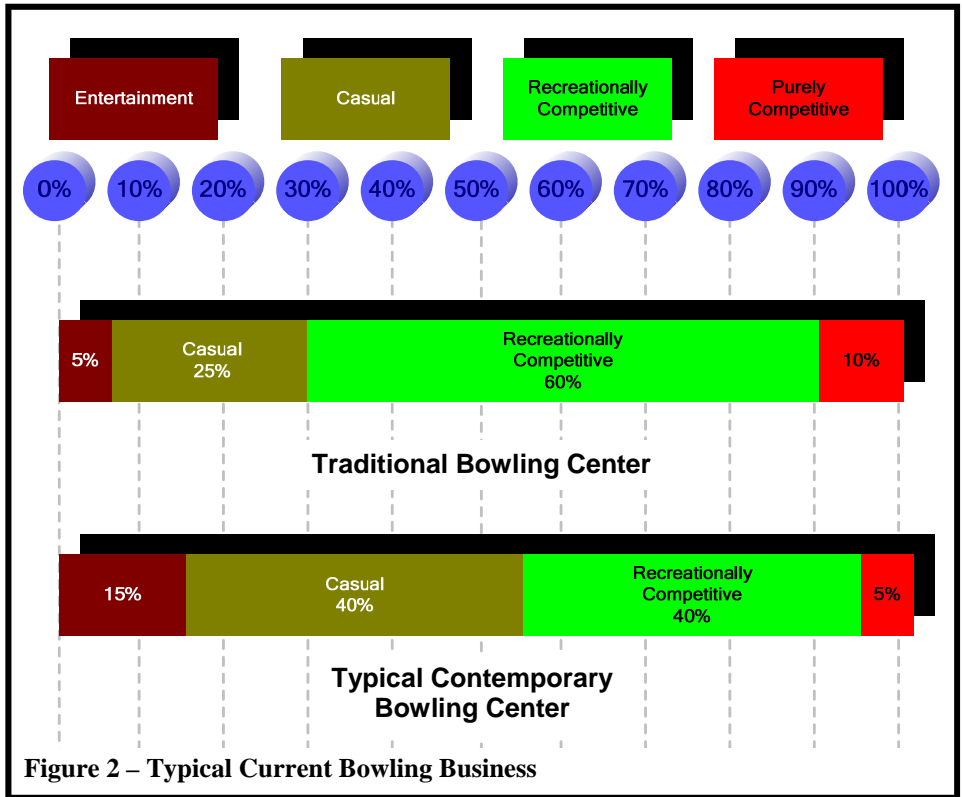 Entertainment
Casual
Recreationally
Competitive
Purely
Competitive
0% 10% 20% 30% 40% 50% 60% 70% 80% 90% 100%
5%
Casual
25%
Recreationally
Competitive
60%
10%
Traditional Bowling Center
15%
Casual
40%
Recreationally
Competitive
40%
5%
Typical Contemporary
Bowling Center
Figure 2 – Typical Current Bowling Business